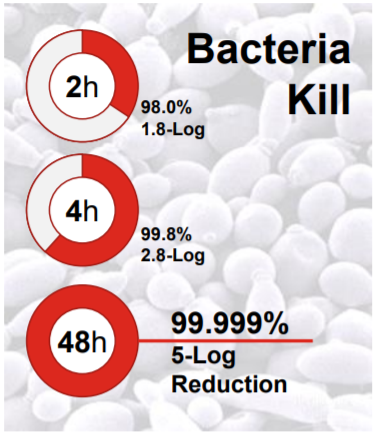 Bacteria
Kill
2h
98.0%
1.8-Log
4h
99.8%
2.8-Log
48h
99.999%
5-Log
Reduction